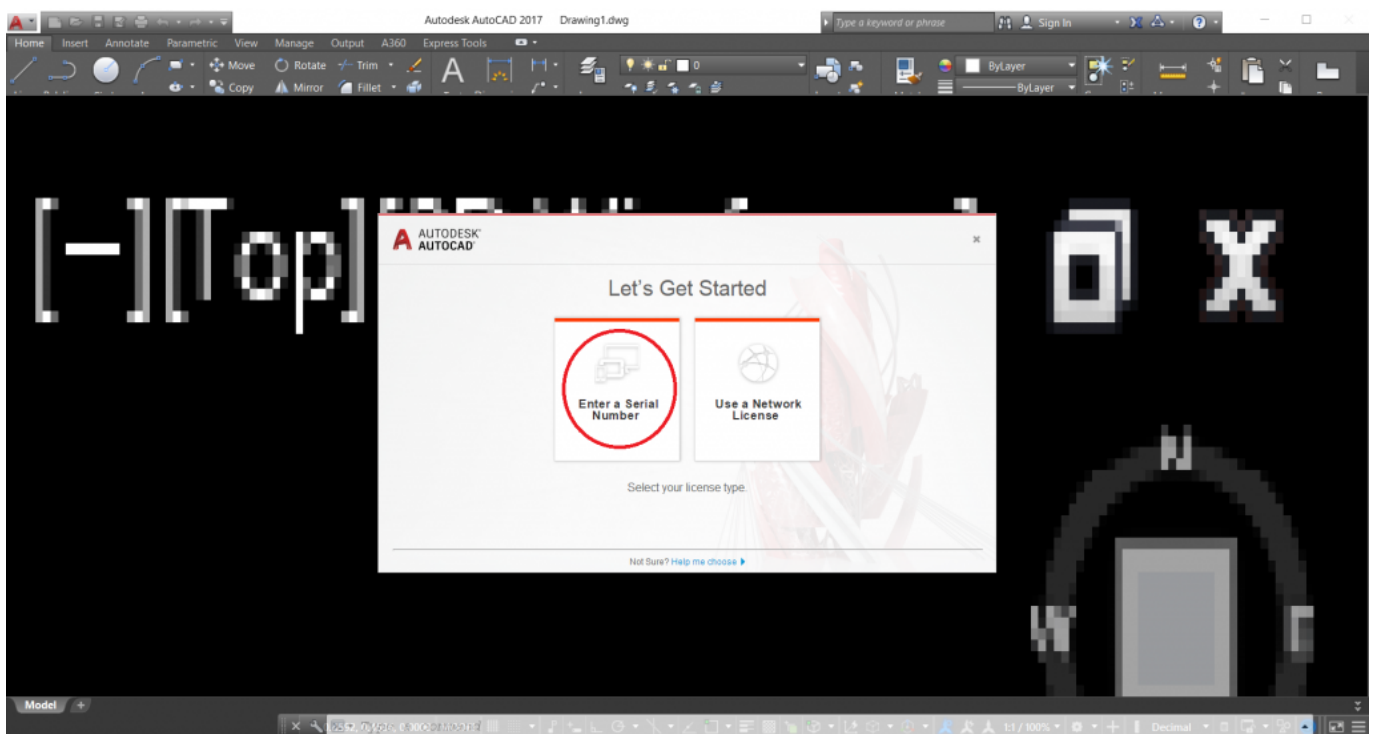 Autodesk AutoCAD 2017 Drawing1.dwg
Type a keyword or phrase
Sign In
Home Insert Annotate Parametric View Manage Output A360 Express Tools
Move Rotate Trim
Copy Mirror Fillet
A
0
ByLayer
ByLayer
[-][Top]
AUTODESK
AUTOCAD
Let's Get Started
Enter a Serial
Number
Use a Network
License
Select your license type.
Not Sure? Help me choose
N
W
Model +
1:1 / 100% Decimal